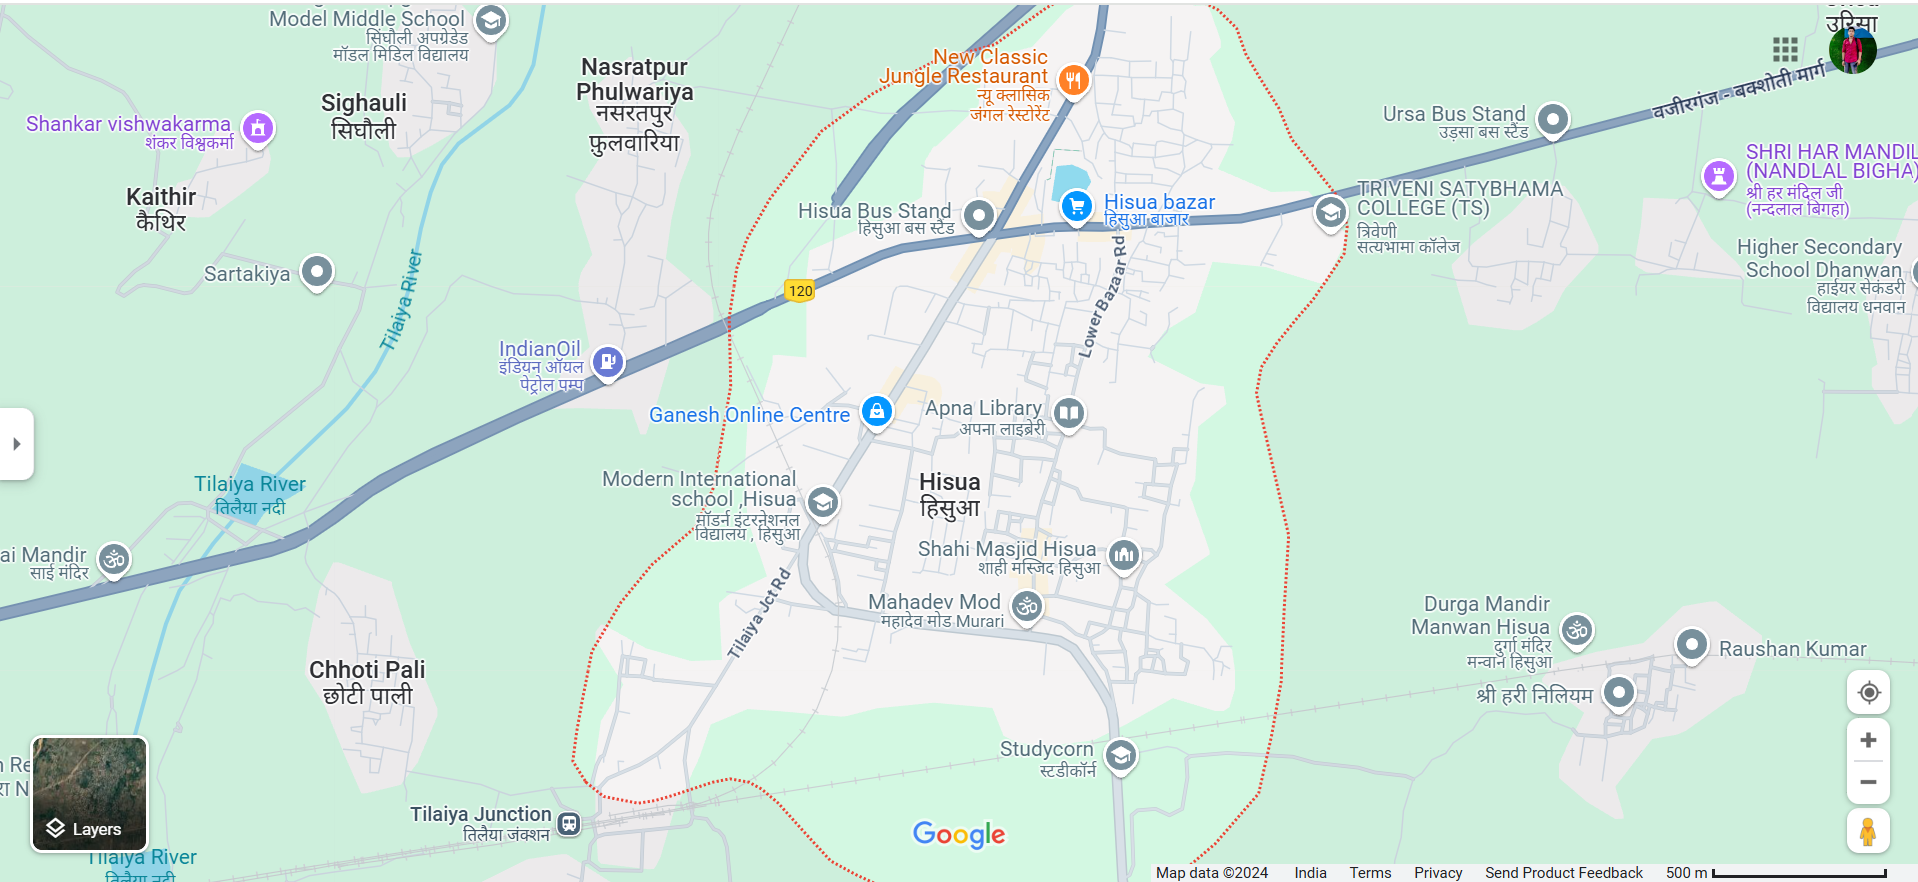 Model Middle School
सिंघौली अपग्रेडेड
मॉडल मिडिल विद्यालय
उरिसा
New Classic
Jungle Restaurant
न्यू क्लासिक
जंगल रेस्टोरेंट
Nasratpur
Phulwariya
नसरतपुर
फुलवारिया
Sighauli
सिघौली
Shankar vishwakarma
शंकर विश्वकर्मा
वजीरगंज - बक्शोती मार्ग
Ursa Bus Stand
उड़सा बस स्टैंड
SHRI HAR MANDIL
(NANDLAL BIGHA)
श्री हर मंदिल जी
(नन्दलाल बिगहा)
Kaithir
कैथिर
TRIVENI SATYBHAMA
COLLEGE (TS)
त्रिवेणी
सत्यभामा कॉलेज
Hisua Bus Stand
हिसुआ बस स्टैंड
Hisua bazar
हिसुआ बाजार
Higher Secondary
School Dhanwan
हाईयर सेकंडरी
विद्यालय धनवान
Sartakiya
Tilaiya River
120
Lower Bazaar Rd
IndianOil
इंडियन ऑयल
पेट्रोल पम्प
Ganesh Online Centre
Apna Library
अपना लाइब्रेरी
Tilaiya River
तिलैया नदी
Modern International
school ,Hisua
मॉडर्न इंटरनेशनल
विद्यालय , हिसुआ
Hisua
हिसुआ
ai Mandir
साई मंदिर
Shahi Masjid Hisua
शाही मस्जिद हिसुआ
Mahadev Mod
महादेव मोड Murari
Tilaiya Jct Rd
Durga Mandir
Manwan Hisua
दुर्गा मंदिर
मन्वान हिसुआ
Raushan Kumar
श्री हरी निलियम
Chhoti Pali
छोटी पाली
Studycorn
स्टडीकॉर्न
Tilaiya Junction
तिलैया जंक्शन
Layers
Tilaiya River
तिलैया नदी
Google
Map data ©2024 India Terms Privacy Send Product Feedback 500 m